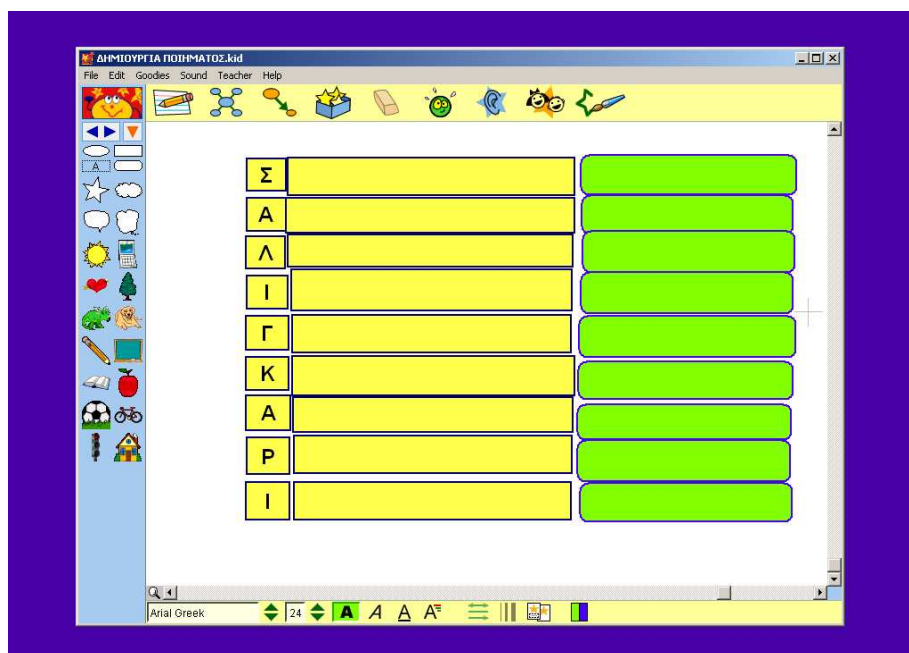 ΔΗΜΙΟΥΡΓΙΑ ΠΟΙΗΜΑΤΟΣ.kid
File Edit Goodies Sound Teacher Help
A
Σ
Α
Λ
Ι
Γ
Κ
Α
Ρ
Ι
Arial Greek 24 A A A A